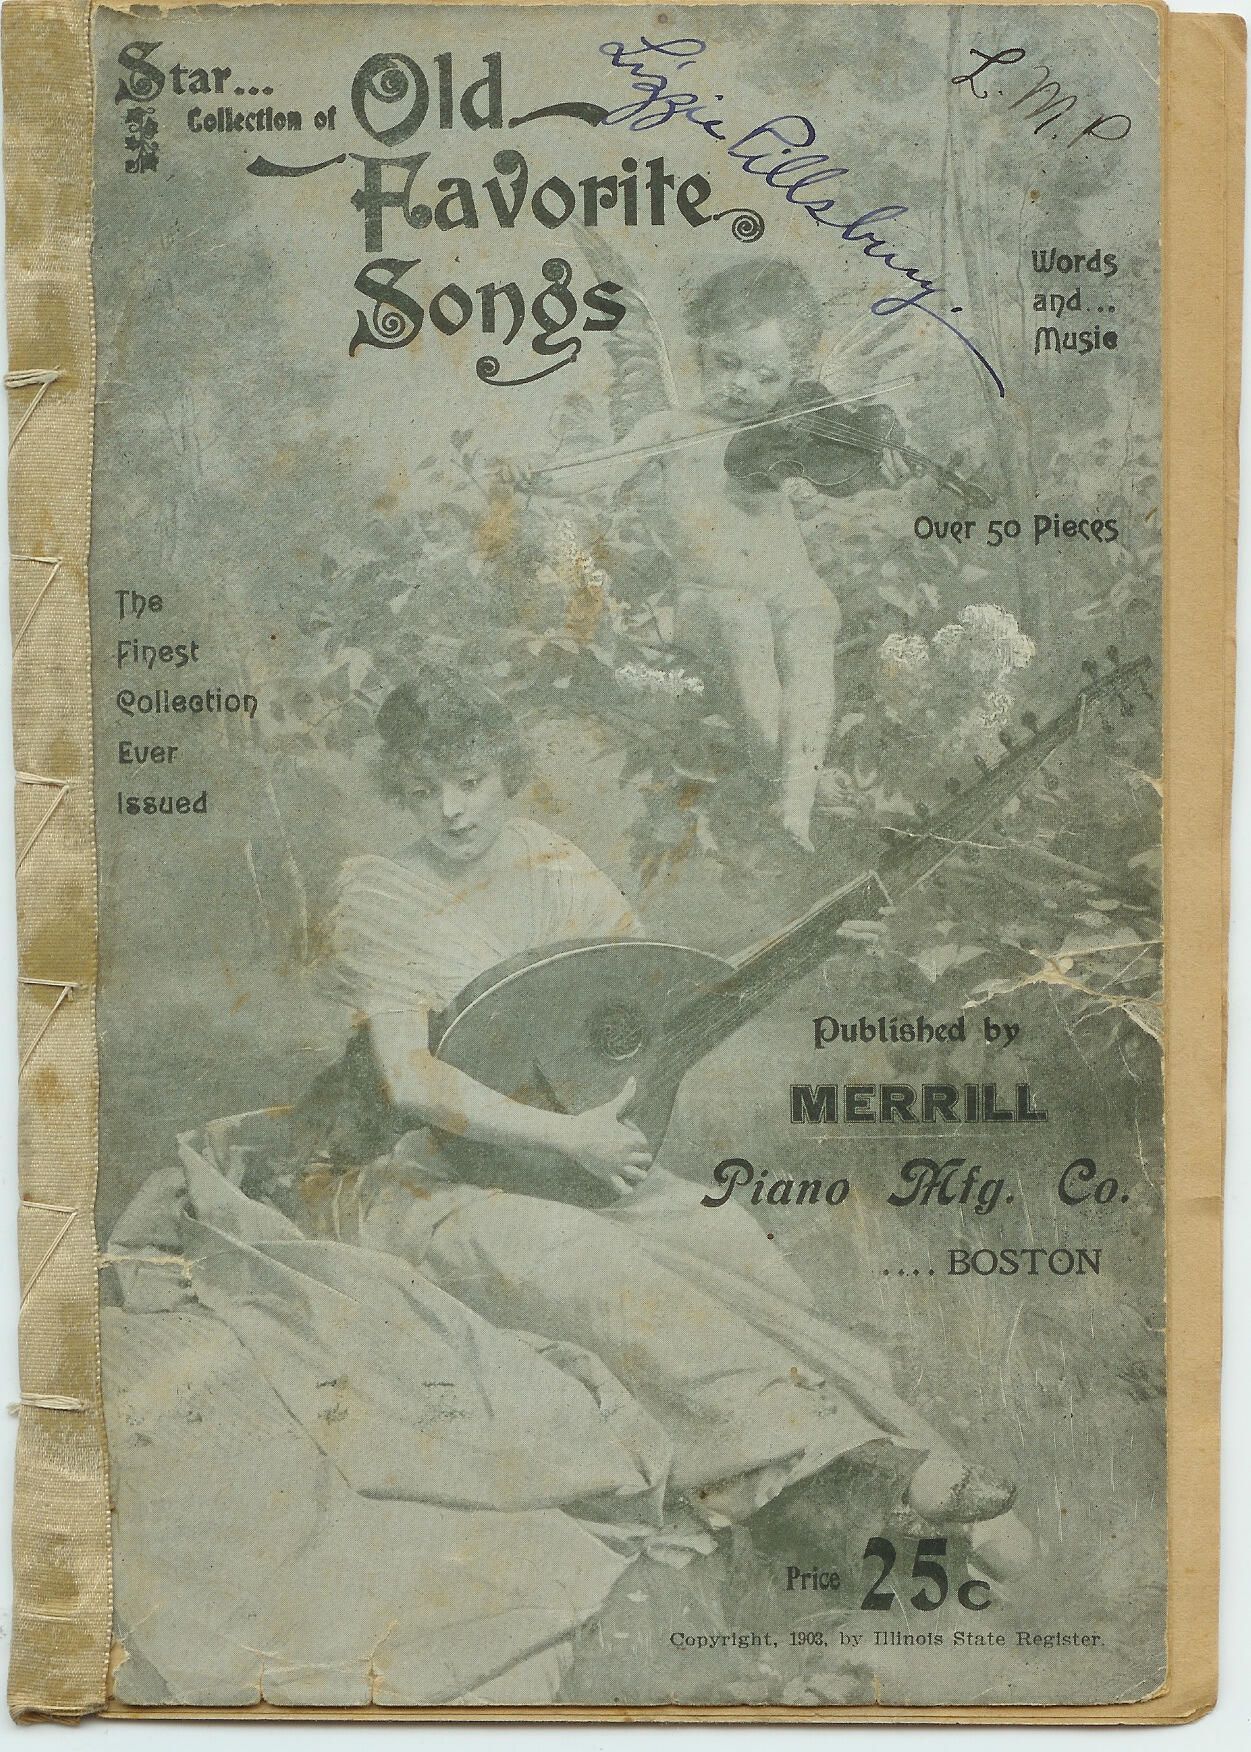 Star...
Collection of
Old
Favorite
Songs
Lizzie Pillsbury.
L. M. P
Words
and...
Music
Over 50 Pieces
The
Finest
Collection
Ever
Issued
Published by
MERRILL
Piano Mfg. Co.
....BOSTON
Price 25c
Copyright, 1903, by Illinois State Register.